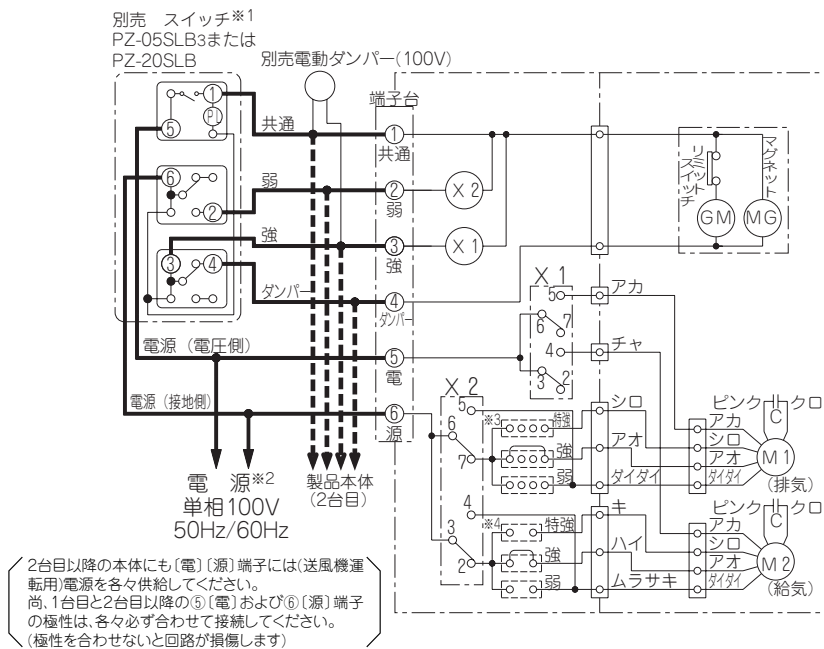 別売 スイッチ※1
PZ-05SLB3または
PZ-20SLB
別売電動ダンパー(100V)
端子台
① PL
⑤
共通
①
共通
⑥
②
弱
②
弱
X2
③ ④
強
③
強
X1
ダンパー
④
ダンパー
リミットスイッチ
マグネット
GM
MG
電源(電圧側)
⑤
電
電源(接地側)
⑥
源
電 源※2
単相100V
50Hz/60Hz
製品本体
(2台目)
X1
5
6 7
4
3 2
アカ
チャ
X2
5
6
7
4
3
2
※3 特強
強
弱
※4 特強
強
弱
シロ
アオ
ダイダイ
キ
ハイ
ムラサキ
ピンク C クロ
アカ
シロ
アオ
ダイダイ
M1
(排気)
ピンク C クロ
アカ
シロ
アオ
ダイダイ
M2
(給気)
2台目以降の本体にも〔電〕〔源〕端子には(送風機運
転用)電源を各々供給してください。
尚、1台目と2台目以降の⑤〔電〕および⑥〔源〕端子
の極性は、各々必ず合わせて接続してください。
(極性を合わせないと回路が損傷します)